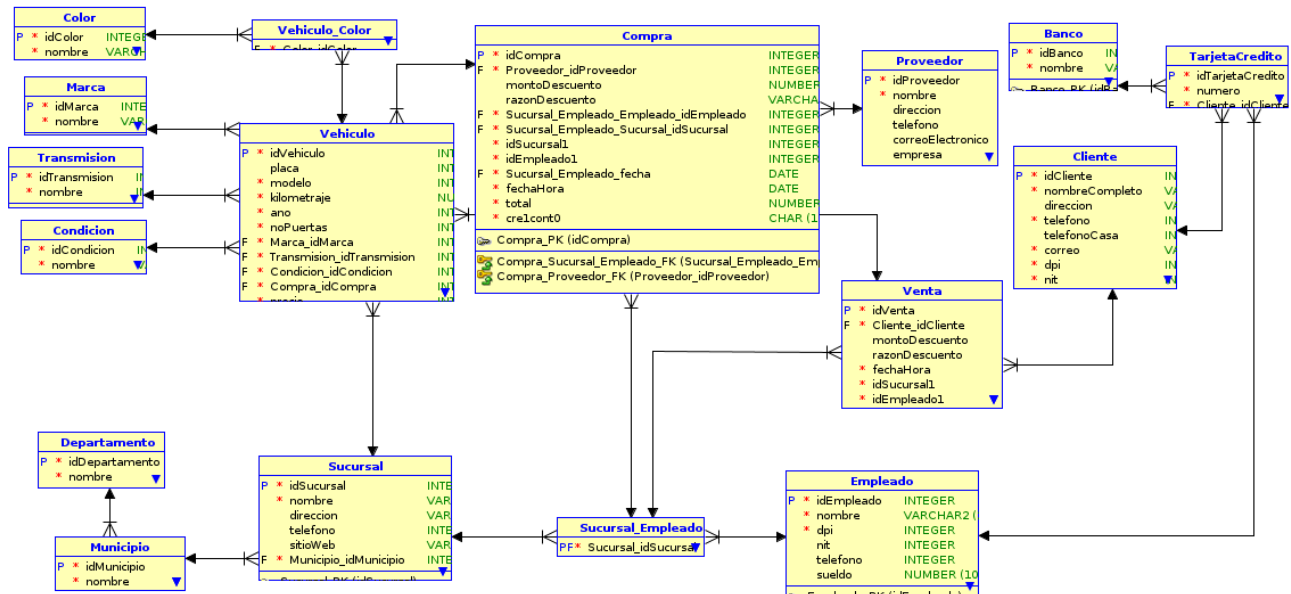 Color
P * idColor INTEGE
* nombre VARCH
Vehiculo_Color
F * Color_idColor
Marca
P * idMarca INTE
* nombre VAR
Transmision
P * idTransmision
* nombre
Condicion
P * idCondicion IN
* nombre VA
Vehiculo
P * idVehiculo INT
placa INT
* modelo INT
* kilometraje NU
* ano INT
* noPuertas INT
F * Marca_idMarca INT
F * Transmision_idTransmision INT
F * Condicion_idCondicion INT
F * Compra_idCompra INT
Compra
P * idCompra INTEGER
F * Proveedor_idProveedor INTEGER
montoDescuento NUMBER
razonDescuento VARCHA
F * Sucursal_Empleado_Empleado_idEmpleado INTEGER
F * Sucursal_Empleado_Sucursal_idSucursal INTEGER
* idSucursal1 INTEGER
* idEmpleado1 INTEGER
F * Sucursal_Empleado_fecha DATE
* fechaHora DATE
* total NUMBER
* cre1cont0 CHAR (1
Compra_PK (idCompra)
Compra_Sucursal_Empleado_FK (Sucursal_Empleado_Em
Compra_Proveedor_FK (Proveedor_idProveedor)
Proveedor
P * idProveedor
* nombre
direccion
telefono
correoElectronico
empresa
Banco
P * idBanco IN
* nombre VA
TarjetaCredito
P * idTarjetaCredito
* numero
F * Cliente_idCliente
Cliente
P * idCliente IN
* nombreCompleto VA
direccion VA
* telefono IN
telefonoCasa IN
* correo VA
* dpi IN
* nit
Venta
P * idVenta
F * Cliente_idCliente
montoDescuento
razonDescuento
* fechaHora
* idSucursal1
* idEmpleado1
Departamento
P * idDepartamento
* nombre
Municipio
P * idMunicipio
* nombre
Sucursal
P * idSucursal INTE
* nombre VAR
direccion VAR
telefono INTE
sitioWeb VAR
F * Municipio_idMunicipio INTE
Sucursal_Empleado
PF * Sucursal_idSucursal
Empleado
P * idEmpleado INTEGER
* nombre VARCHAR2 (
* dpi INTEGER
nit INTEGER
telefono INTEGER
sueldo NUMBER (10